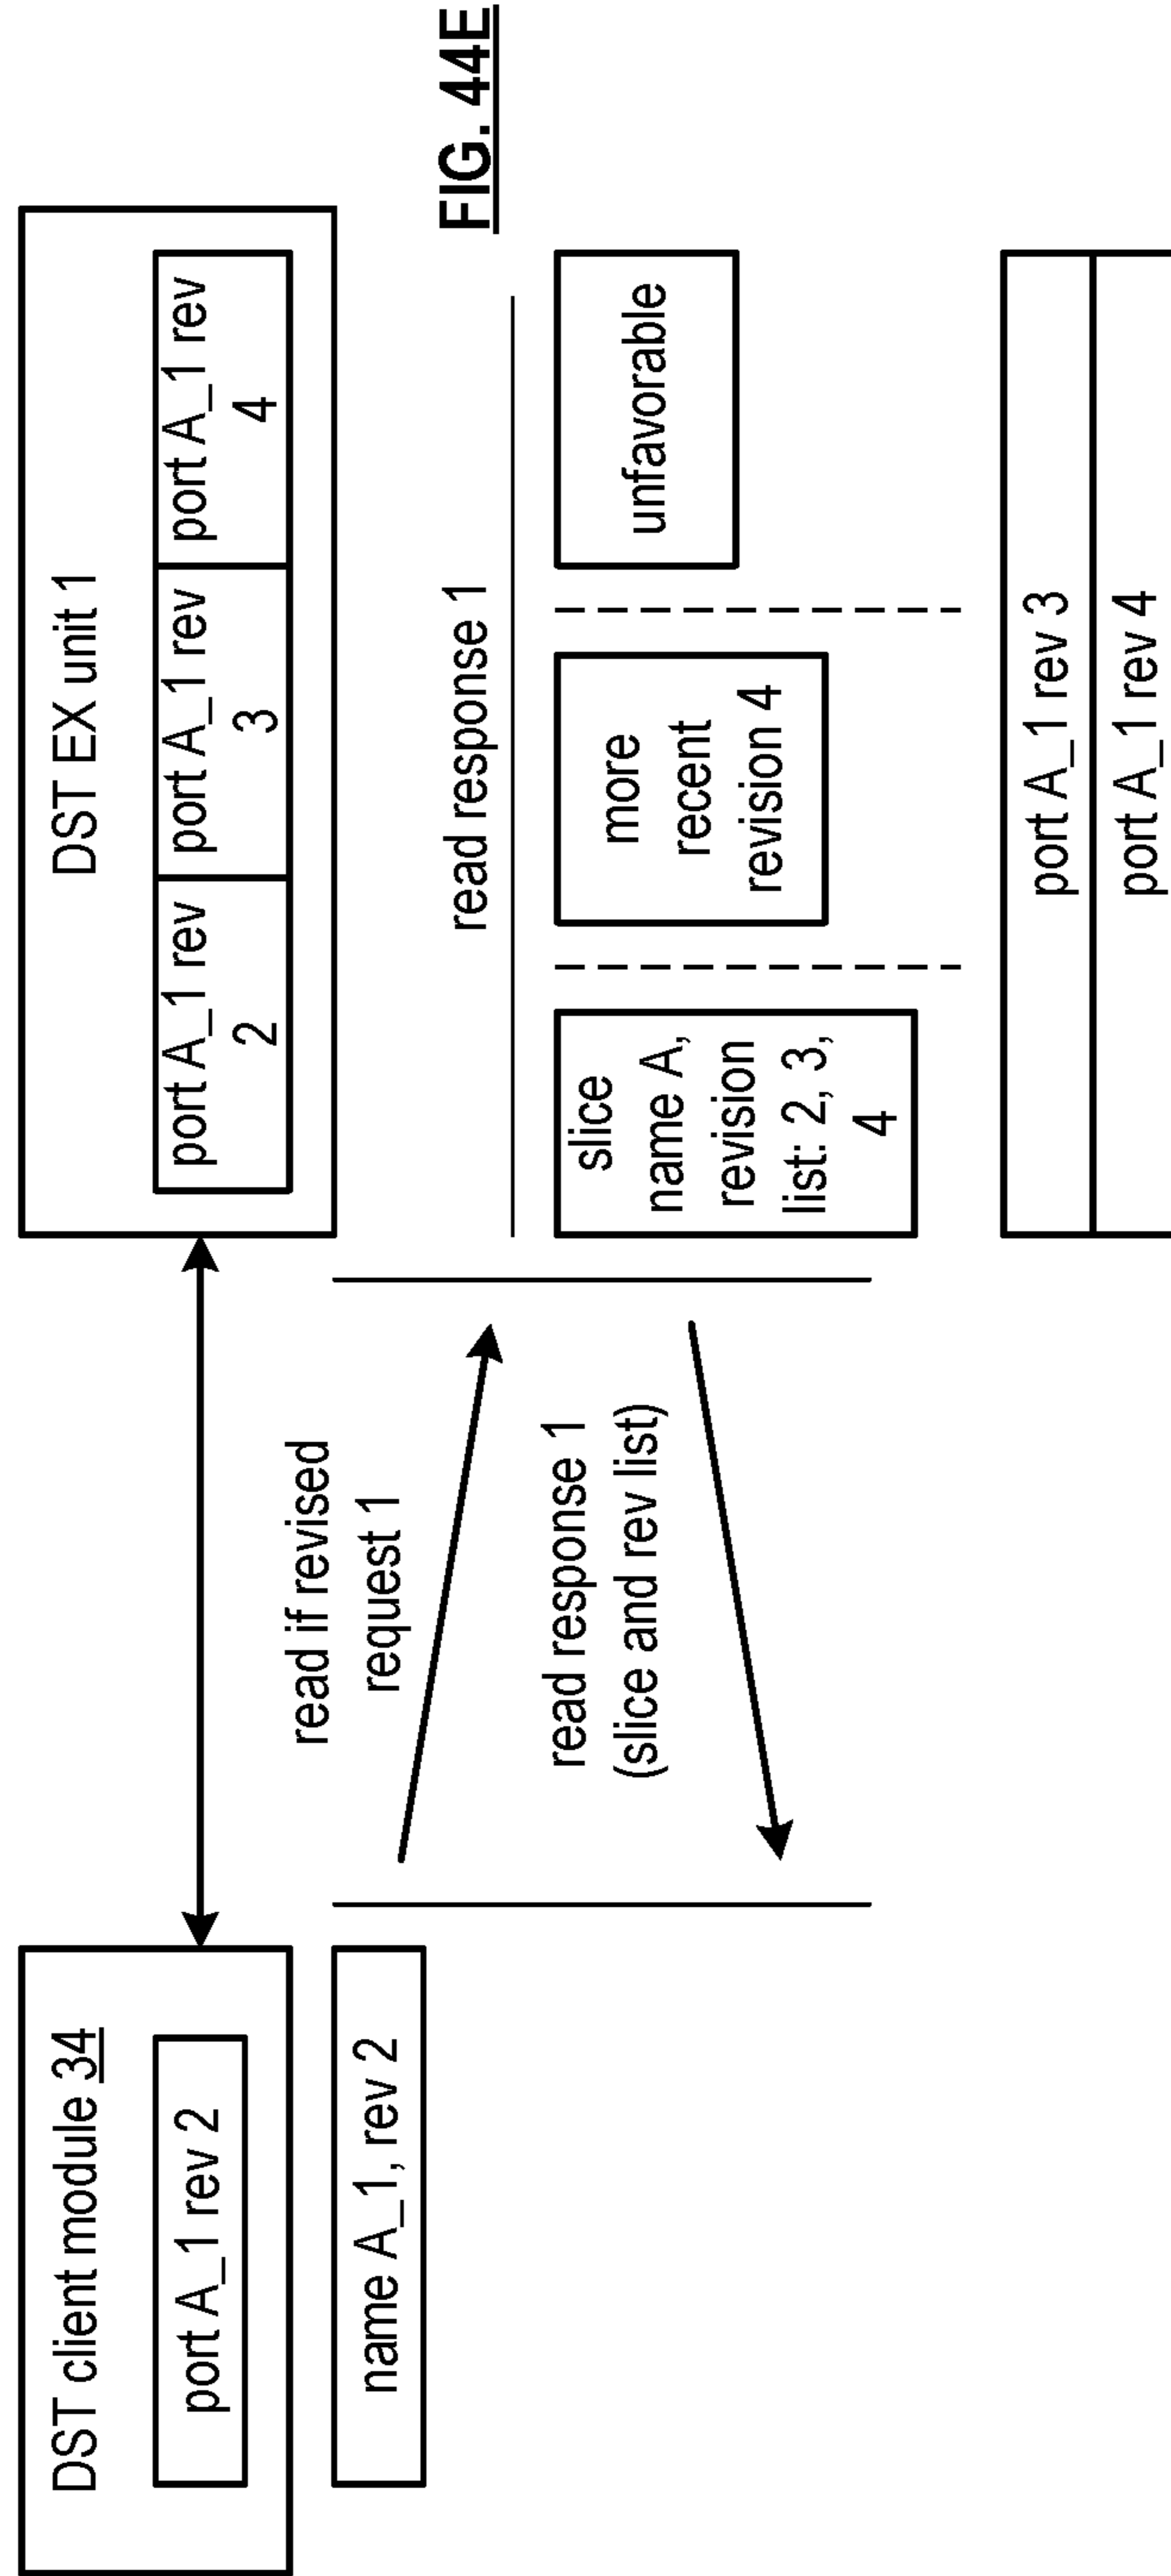 DST client module 34
port A_1 rev 2
name A_1, rev 2
read if revised
request 1
read response 1
(slice and rev list)
DST EX unit 1
port A_1 rev
2
port A_1 rev
3
port A_1 rev
4
read response 1
slice
name A,
revision
list: 2, 3,
4
more
recent
revision 4
unfavorable
port A_1 rev 3
port A_1 rev 4
FIG. 44E